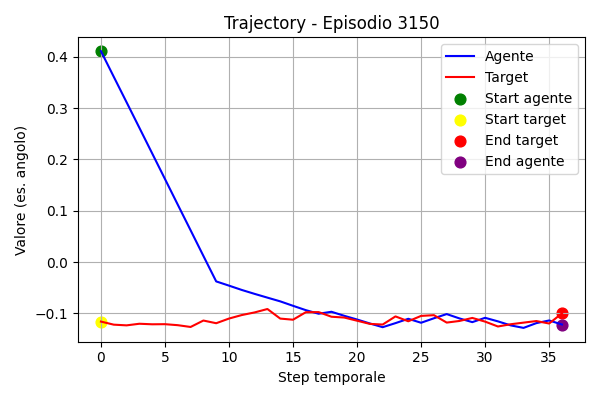 Trajectory - Episodio 3150
Valore (es. angolo)
0.4
0.3
0.2
0.1
0.0
−0.1
0 5 10 15 20 25 30 35
Step temporale
Agente
Target
Start agente
Start target
End target
End agente